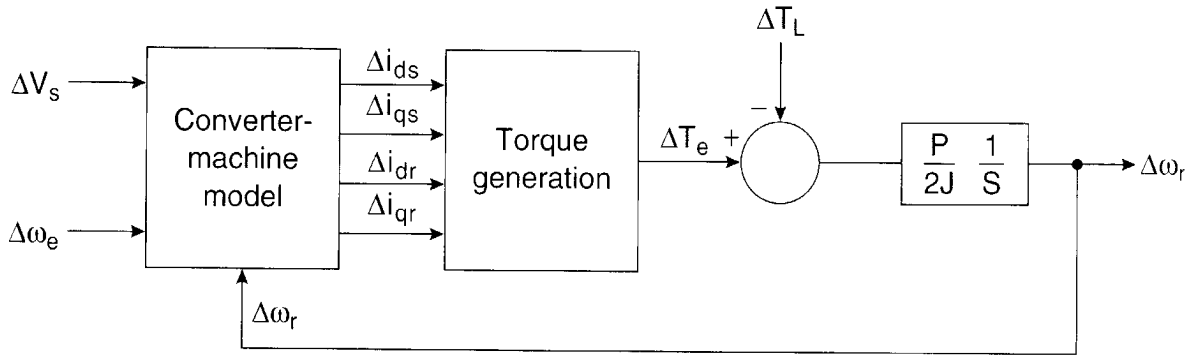 ΔT_L
ΔV_s
Δω_e
Converter-
machine
model
Δi_ds
Δi_qs
Δi_dr
Δi_qr
Torque
generation
ΔT_e
+
−
P
2J
1
S
Δω_r
Δω_r